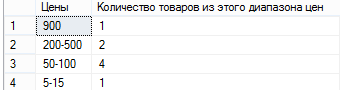 Цены Количество товаров из этого диапазона цен
1 900 1
2 200-500 2
3 50-100 4
4 5-15 1